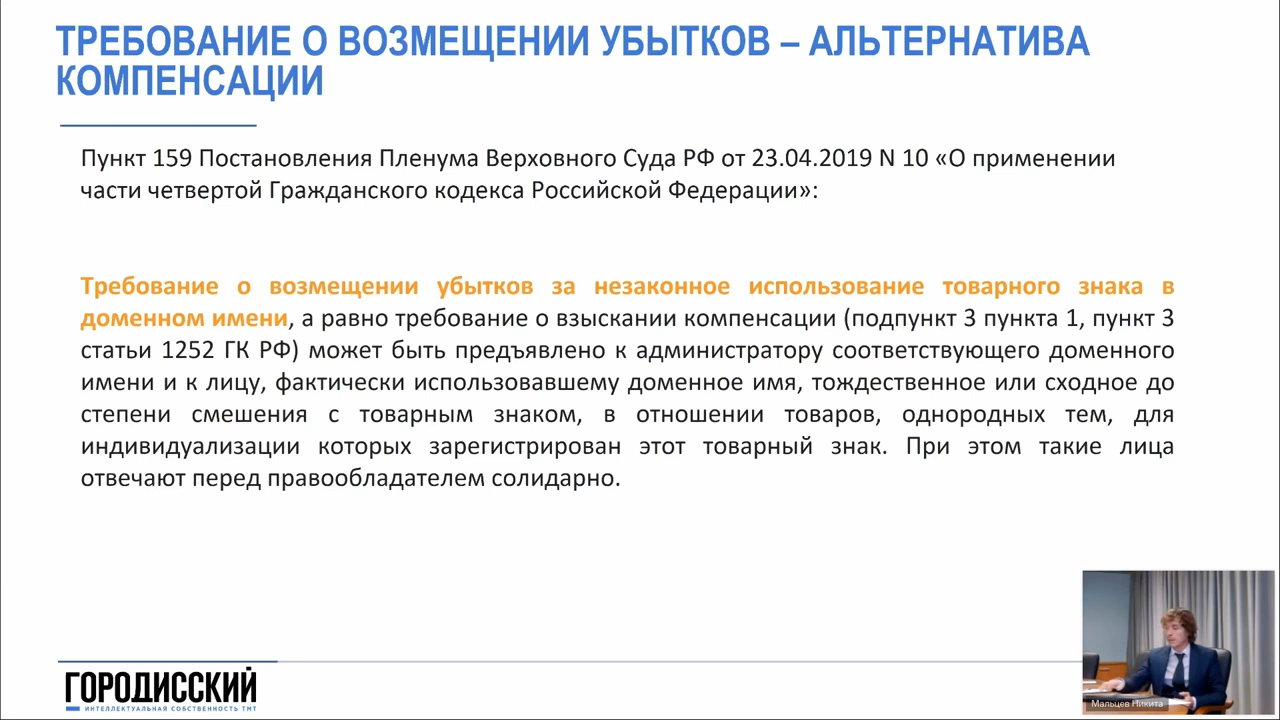 ТРЕБОВАНИЕ О ВОЗМЕЩЕНИИ УБЫТКОВ – АЛЬТЕРНАТИВА
КОМПЕНСАЦИИ
Пункт 159 Постановления Пленума Верховного Суда РФ от 23.04.2019 N 10 «О применении
части четвертой Гражданского кодекса Российской Федерации»:
Требование о возмещении убытков за незаконное использование товарного знака в
доменном имени, а равно требование о взыскании компенсации (подпункт 3 пункта 1, пункт 3
статьи 1252 ГК РФ) может быть предъявлено к администратору соответствующего доменного
имени и к лицу, фактически использовавшему доменное имя, тождественное или сходное до
степени смешения с товарным знаком, в отношении товаров, однородных тем, для
индивидуализации которых зарегистрирован этот товарный знак. При этом такие лица
отвечают перед правообладателем солидарно.
ГОРОДИССКИЙ
ИНТЕЛЛЕКТУАЛЬНАЯ СОБСТВЕННОСТЬ ТМТ
Мальцев Никита